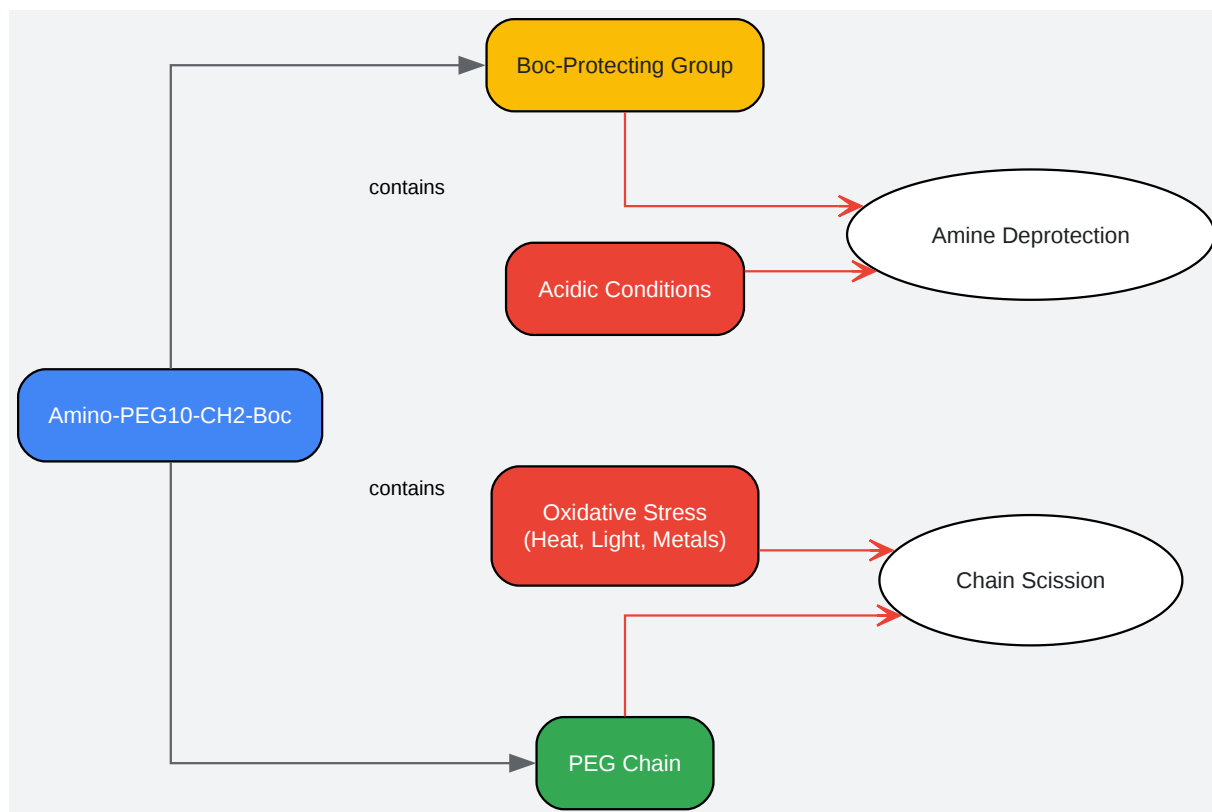 Boc-Protecting Group
contains
Amine Deprotection
Acidic Conditions
Amino-PEG10-CH2-Boc
contains
Oxidative Stress
(Heat, Light, Metals)
Chain Scission
PEG Chain